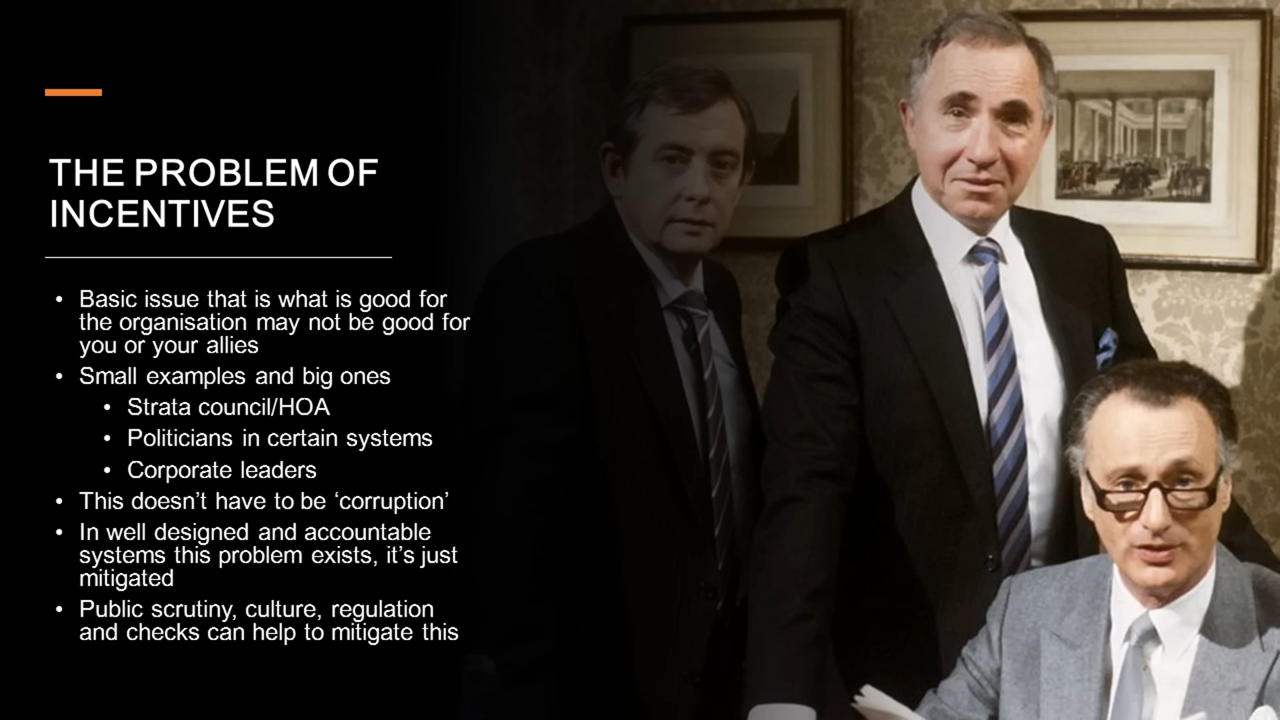 THE PROBLEM OF
INCENTIVES
• Basic issue that is what is good for
the organisation may not be good for
you or your allies
• Small examples and big ones
• Strata council/HOA
• Politicians in certain systems
• Corporate leaders
• This doesn’t have to be ‘corruption’
• In well designed and accountable
systems this problem exists, it’s just
mitigated
• Public scrutiny, culture, regulation
and checks can help to mitigate this